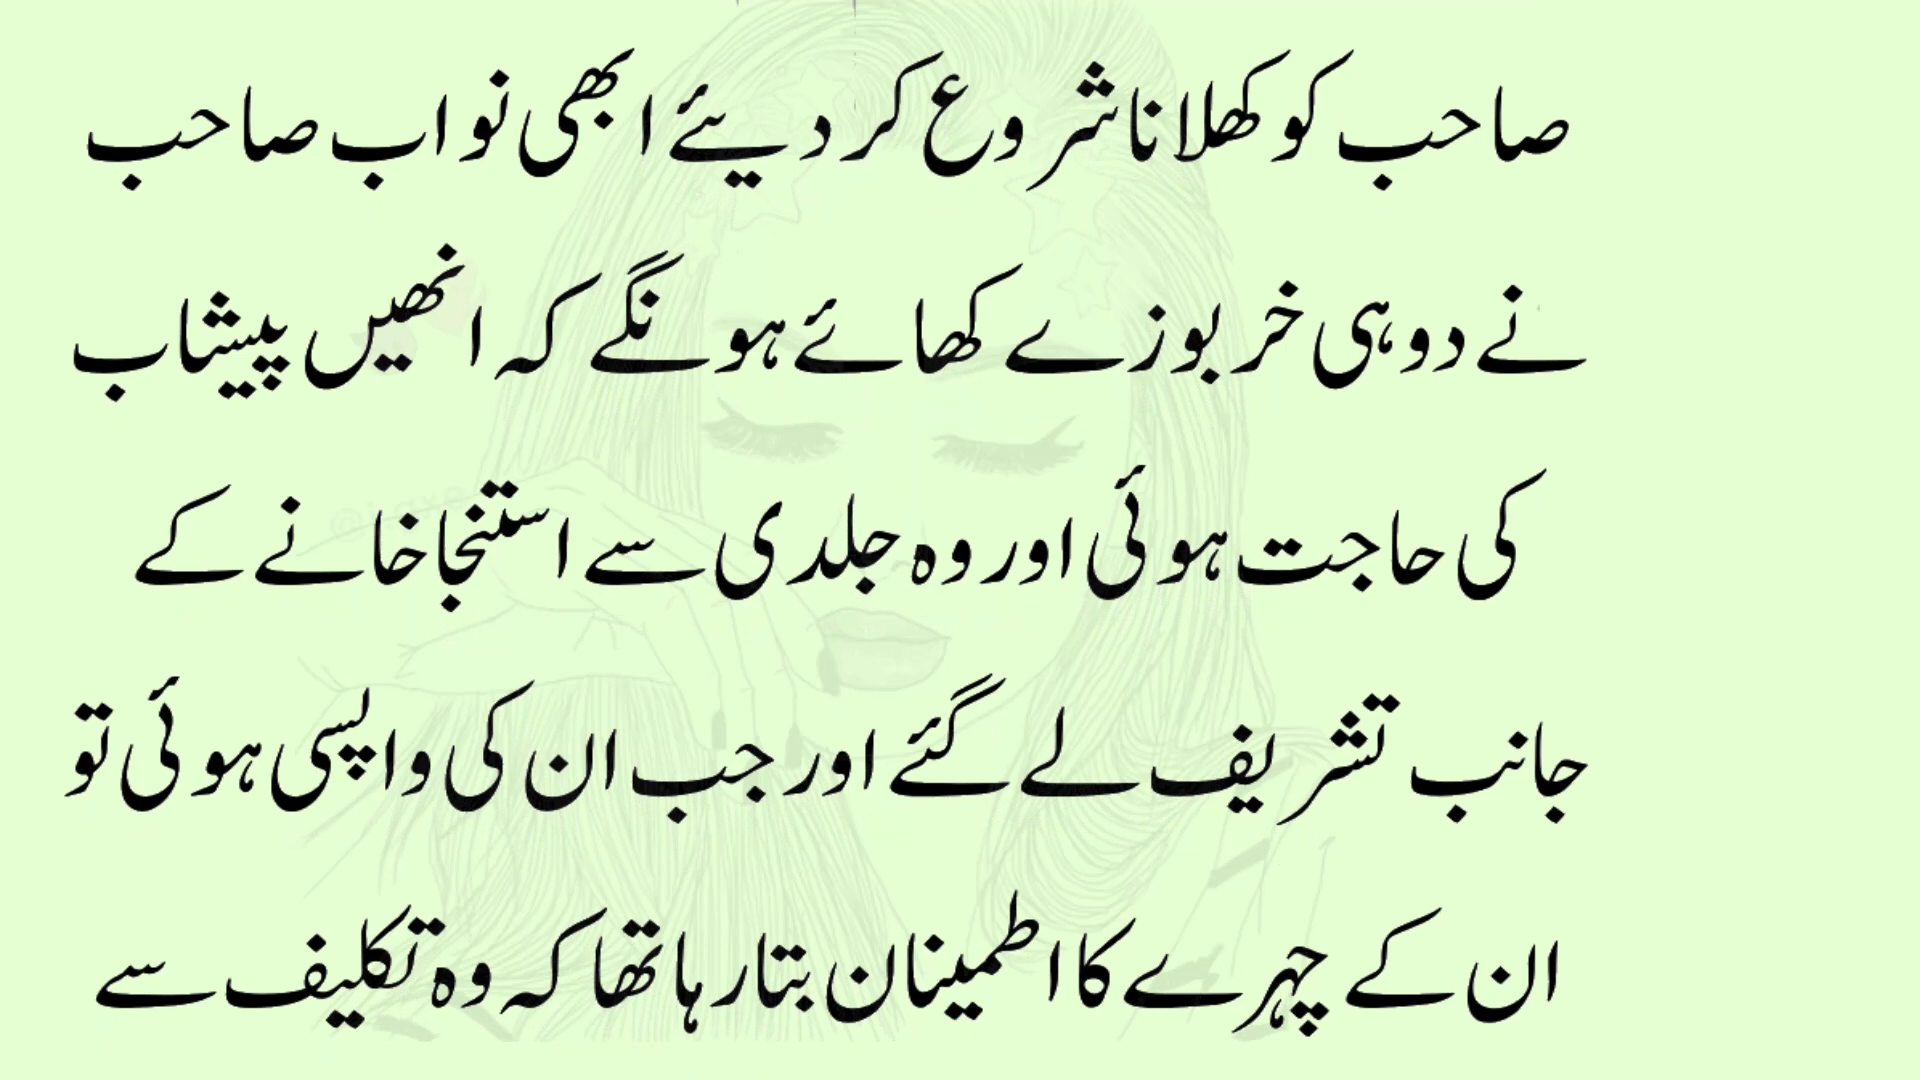 صاحب کو کھلانا شروع کر دیئے ابھی نواب صاحب
نے دو ہی خربوزے کھائے ہونگے کہ انھیں پیشاب
کی حاجت ہوئی اور وہ جلدی سے استنجا خانے کے
جانب تشریف لے گئے اور جب ان کی واپسی ہوئی تو
ان کے چہرے کا اطمینان بتا رہا تھا کہ وہ تکلیف سے